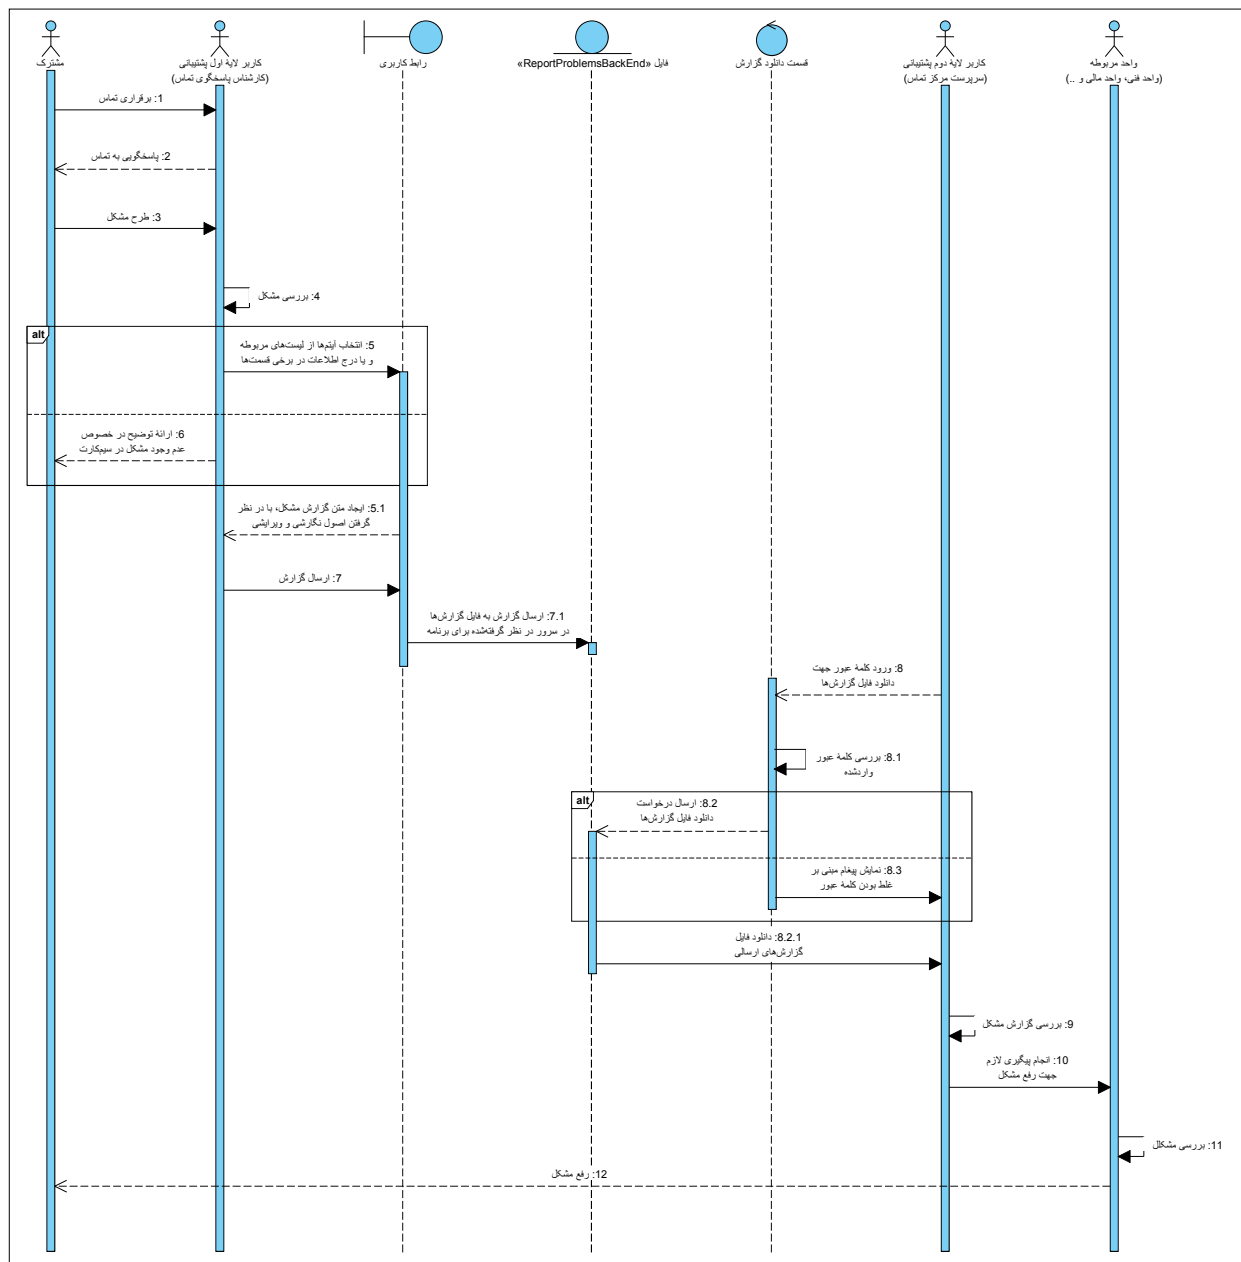 مشترک
کاربر لایهٔ اول پشتیبانی
(کارشناس پاسخگوی تماس)
رابط کاربری
فایل «ReportProblemsBackEnd»
قسمت دانلود گزارش
کاربر لایهٔ دوم پشتیبانی
(سرپرست مرکز تماس)
واحد مربوطه
(واحد فنی، واحد مالی و ..)
1: برقراری تماس
2: پاسخگویی به تماس
3: طرح مشکل
4: بررسی مشکل
alt
5: انتخاب آیتم‌ها از لیست‌های مربوطه
و یا درج اطلاعات در برخی قسمت‌ها
6: ارائهٔ توضیح در خصوص
عدم وجود مشکل در سیم‌کارت
5.1: ایجاد متن گزارش مشکل، با در نظر
گرفتن اصول نگارشی و ویرایشی
7: ارسال گزارش
7.1: ارسال گزارش به فایل گزارش‌ها
در سرور در نظر گرفته‌شده برای برنامه
8: ورود کلمهٔ عبور جهت
دانلود فایل گزارش‌ها
8.1: بررسی کلمهٔ عبور
واردشده
alt
8.2: ارسال درخواست
دانلود فایل گزارش‌ها
8.3: نمایش پیغام مبنی بر
غلط بودن کلمهٔ عبور
8.2.1: دانلود فایل
گزارش‌های ارسالی
9: بررسی گزارش مشکل
10: انجام پیگیری لازم
جهت رفع مشکل
11: بررسی مشکلل
12: رفع مشکل